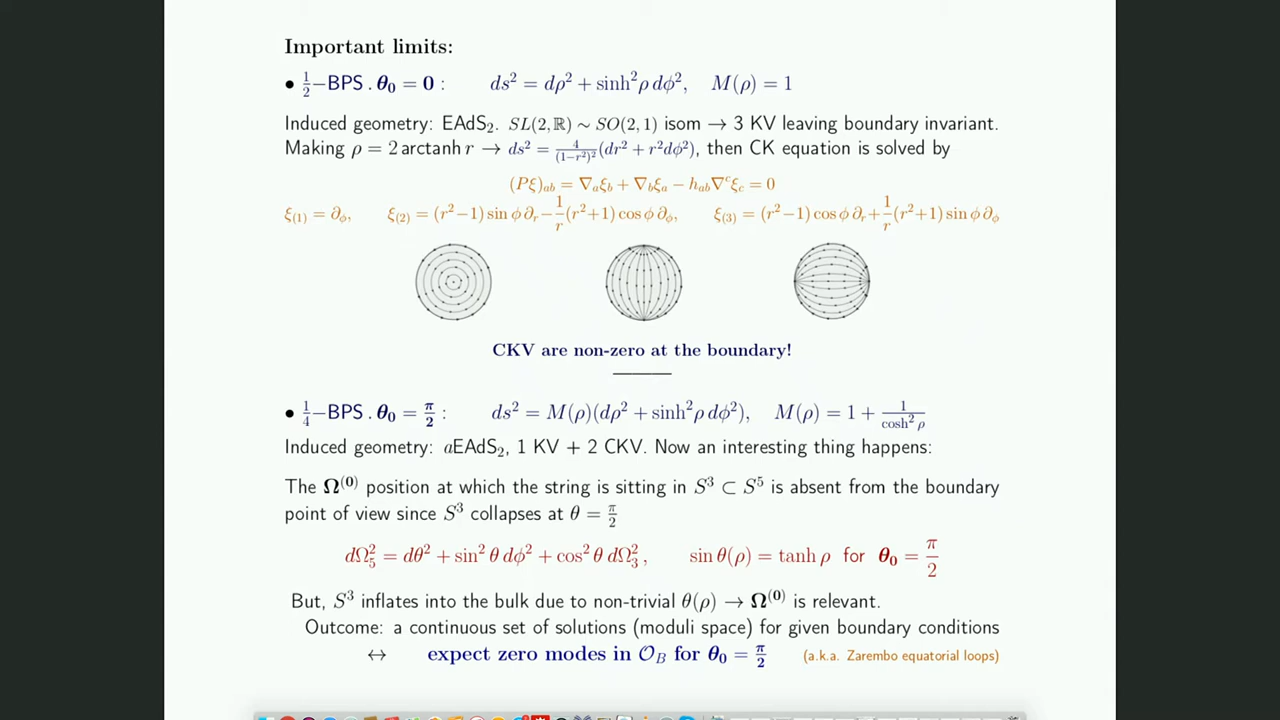 Important limits:
• 1/2−BPS . θ₀ = 0 : ds² = dρ² + sinh²ρ dϕ², M(ρ) = 1
Induced geometry: EAdS₂. SL(2,ℝ) ∼ SO(2,1) isom → 3 KV leaving boundary invariant.
Making ρ = 2 arctanh r → ds² = 4/(1−r²)² (dr² + r²dϕ²), then CK equation is solved by
(Pξ)ₐb = ∇ₐξb + ∇bξₐ − hₐb∇ᶜξc = 0
ξ₍₁₎ = ∂ϕ, ξ₍₂₎ = (r²−1) sin ϕ ∂r − 1/r (r²+1) cos ϕ ∂ϕ, ξ₍₃₎ = (r²−1) cos ϕ ∂r + 1/r (r²+1) sin ϕ ∂ϕ
CKV are non-zero at the boundary!
• 1/4−BPS . θ₀ = π/2 : ds² = M(ρ)(dρ² + sinh²ρ dϕ²), M(ρ) = 1 + 1/cosh²ρ
Induced geometry: aEAdS₂, 1 KV + 2 CKV. Now an interesting thing happens:
The Ω⁽⁰⁾ position at which the string is sitting in S³ ⊂ S⁵ is absent from the boundary
point of view since S³ collapses at θ = π/2
dΩ₅² = dθ² + sin² θ dϕ² + cos² θ dΩ₃², sin θ(ρ) = tanh ρ for θ₀ = π/2
But, S³ inflates into the bulk due to non-trivial θ(ρ) → Ω⁽⁰⁾ is relevant.
Outcome: a continuous set of solutions (moduli space) for given boundary conditions
↔ expect zero modes in 𝒪B for θ₀ = π/2 (a.k.a. Zarembo equatorial loops)